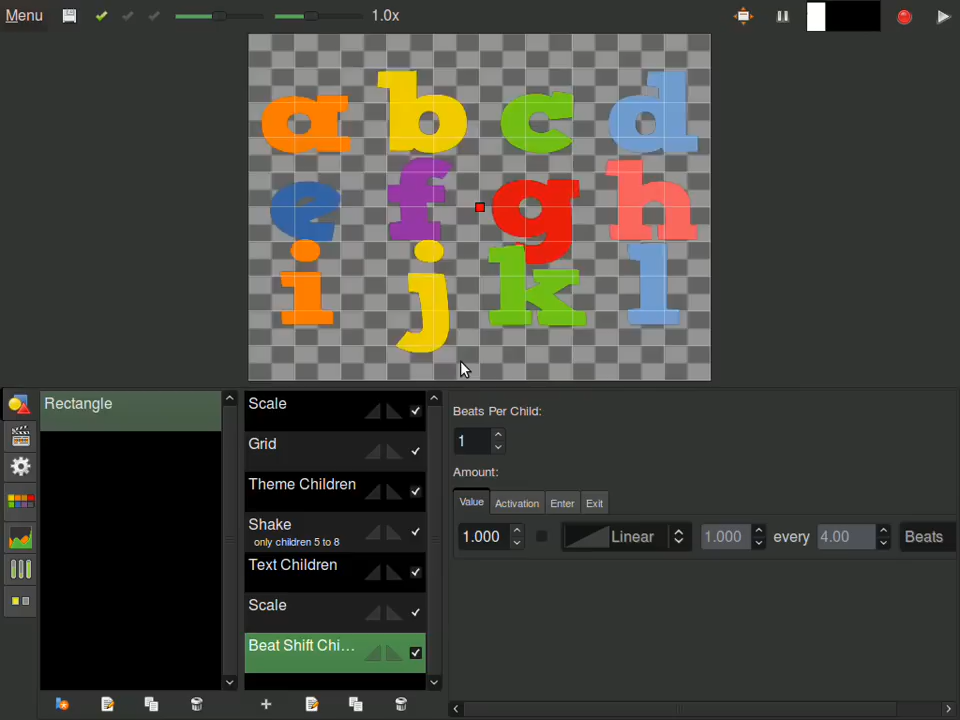 Menu
1.0x
a b c d
e f g h
i j k l
Rectangle
Scale
Grid
Theme Children
Shake
only children 5 to 8
Text Children
Scale
Beat Shift Chi...
Beats Per Child:
1
Amount:
Value Activation Enter Exit
1.000 Linear 1.000 every 4.00 Beats